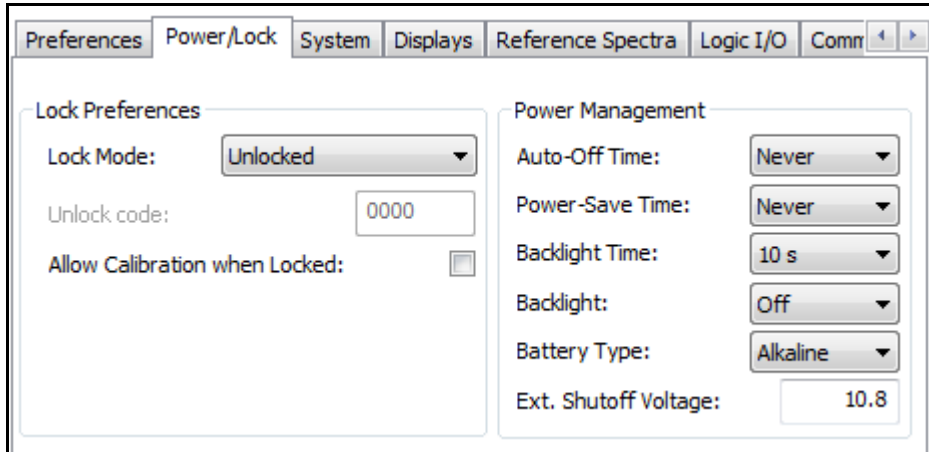 Preferences Power/Lock System Displays Reference Spectra Logic I/O Comm
Lock Preferences
Lock Mode: Unlocked
Unlock code: 0000
Allow Calibration when Locked:
Power Management
Auto-Off Time: Never
Power-Save Time: Never
Backlight Time: 10 s
Backlight: Off
Battery Type: Alkaline
Ext. Shutoff Voltage: 10.8